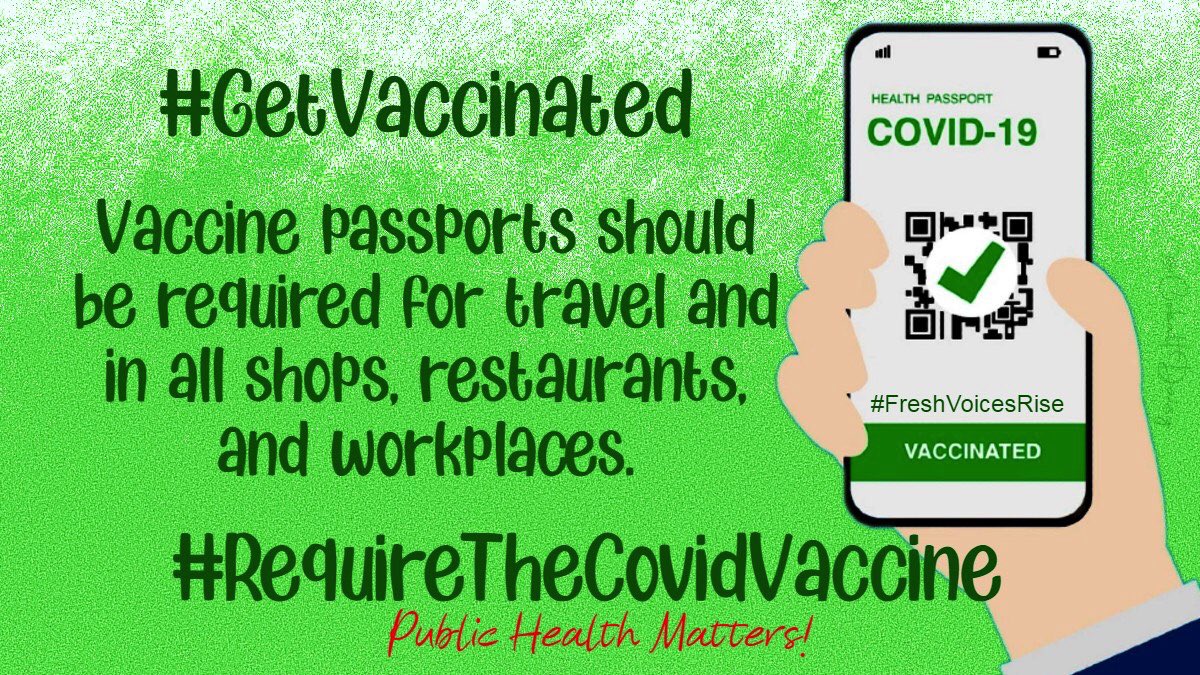 #GetVaccinated
Vaccine passports should
be required for travel and
in all shops, restaurants,
and workplaces.
#RequireTheCovidVaccine
Public Health Matters!
HEALTH PASSPORT
COVID-19
#FreshVoicesRise
VACCINATED